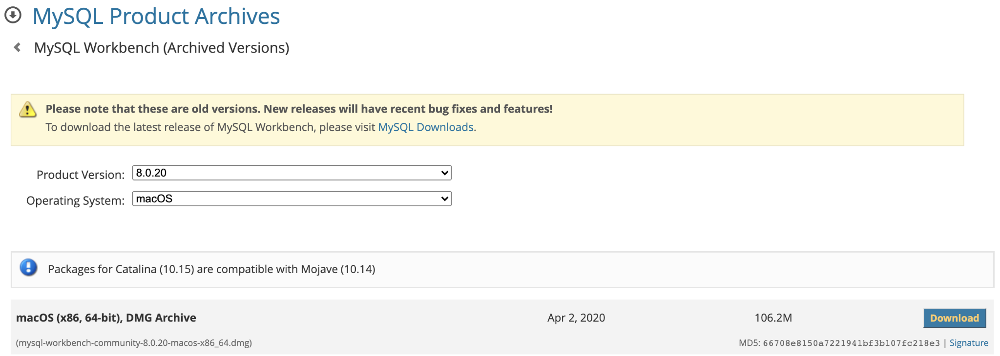 MySQL Product Archives
MySQL Workbench (Archived Versions)
Please note that these are old versions. New releases will have recent bug fixes and features!
To download the latest release of MySQL Workbench, please visit MySQL Downloads.
Product Version: 8.0.20
Operating System: macOS
Packages for Catalina (10.15) are compatible with Mojave (10.14)
macOS (x86, 64-bit), DMG Archive Apr 2, 2020 106.2M Download
(mysql-workbench-community-8.0.20-macos-x86_64.dmg) MD5: 66708e8150a7221941bf3b107fc218e3 | Signature